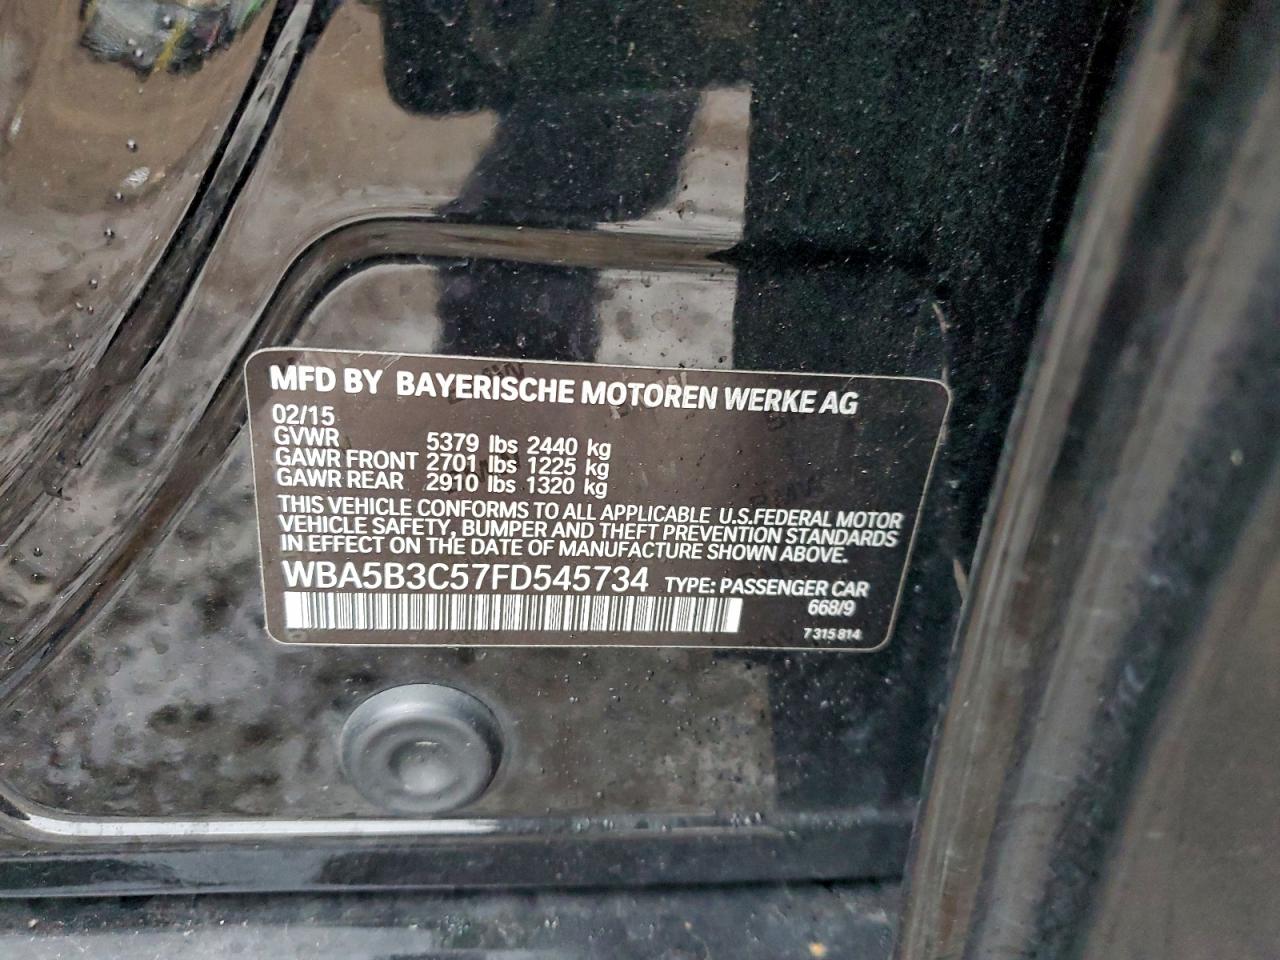 MFD BY BAYERISCHE MOTOREN WERKE AG
02/15
GVWR 5379 lbs 2440 kg
GAWR FRONT 2701 lbs 1225 kg
GAWR REAR 2910 lbs 1320 kg
THIS VEHICLE CONFORMS TO ALL APPLICABLE U.S.FEDERAL MOTOR
VEHICLE SAFETY, BUMPER AND THEFT PREVENTION STANDARDS
IN EFFECT ON THE DATE OF MANUFACTURE SHOWN ABOVE.
WBA5B3C57FD545734 TYPE: PASSENGER CAR
668/9
7 315 814